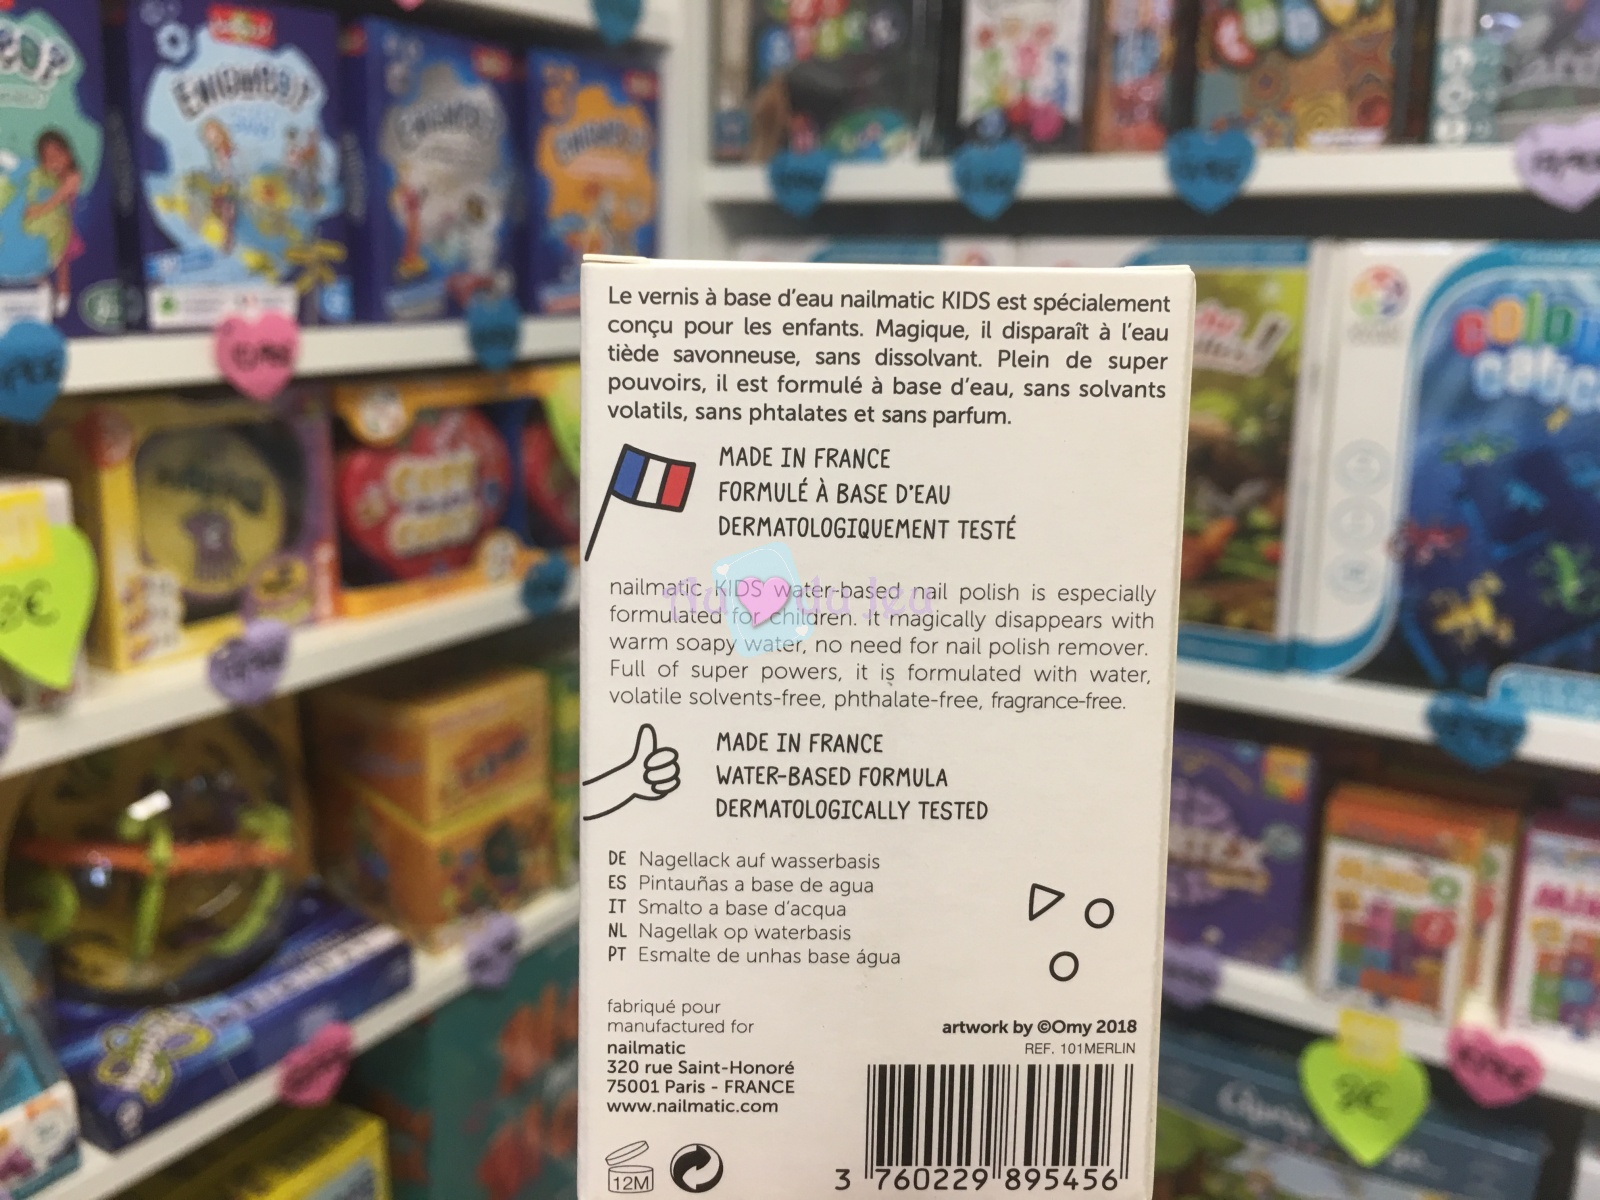 Le vernis à base d'eau nailmatic KIDS est spécialement
conçu pour les enfants. Magique, il disparaît à l'eau
tiède savonneuse, sans dissolvant. Plein de super
pouvoirs, il est formulé à base d'eau, sans solvants
volatils, sans phtalates et sans parfum.
MADE IN FRANCE
FORMULÉ À BASE D'EAU
DERMATOLOGIQUEMENT TESTÉ
nailmatic KIDS water-based nail polish is especially
formulated for children. It magically disappears with
warm soapy water, no need for nail polish remover.
Full of super powers, it is formulated with water,
volatile solvents-free, phthalate-free, fragrance-free.
MADE IN FRANCE
WATER-BASED FORMULA
DERMATOLOGICALLY TESTED
DE Nagellack auf wasserbasis
ES Pintauñas a base de agua
IT Smalto a base d'acqua
NL Nagellak op waterbasis
PT Esmalte de unhas base água
fabriqué pour
manufactured for
nailmatic
320 rue Saint-Honoré
75001 Paris - FRANCE
www.nailmatic.com
12M
artwork by ©Omy 2018
REF. 101MERLIN
3 760229 895456